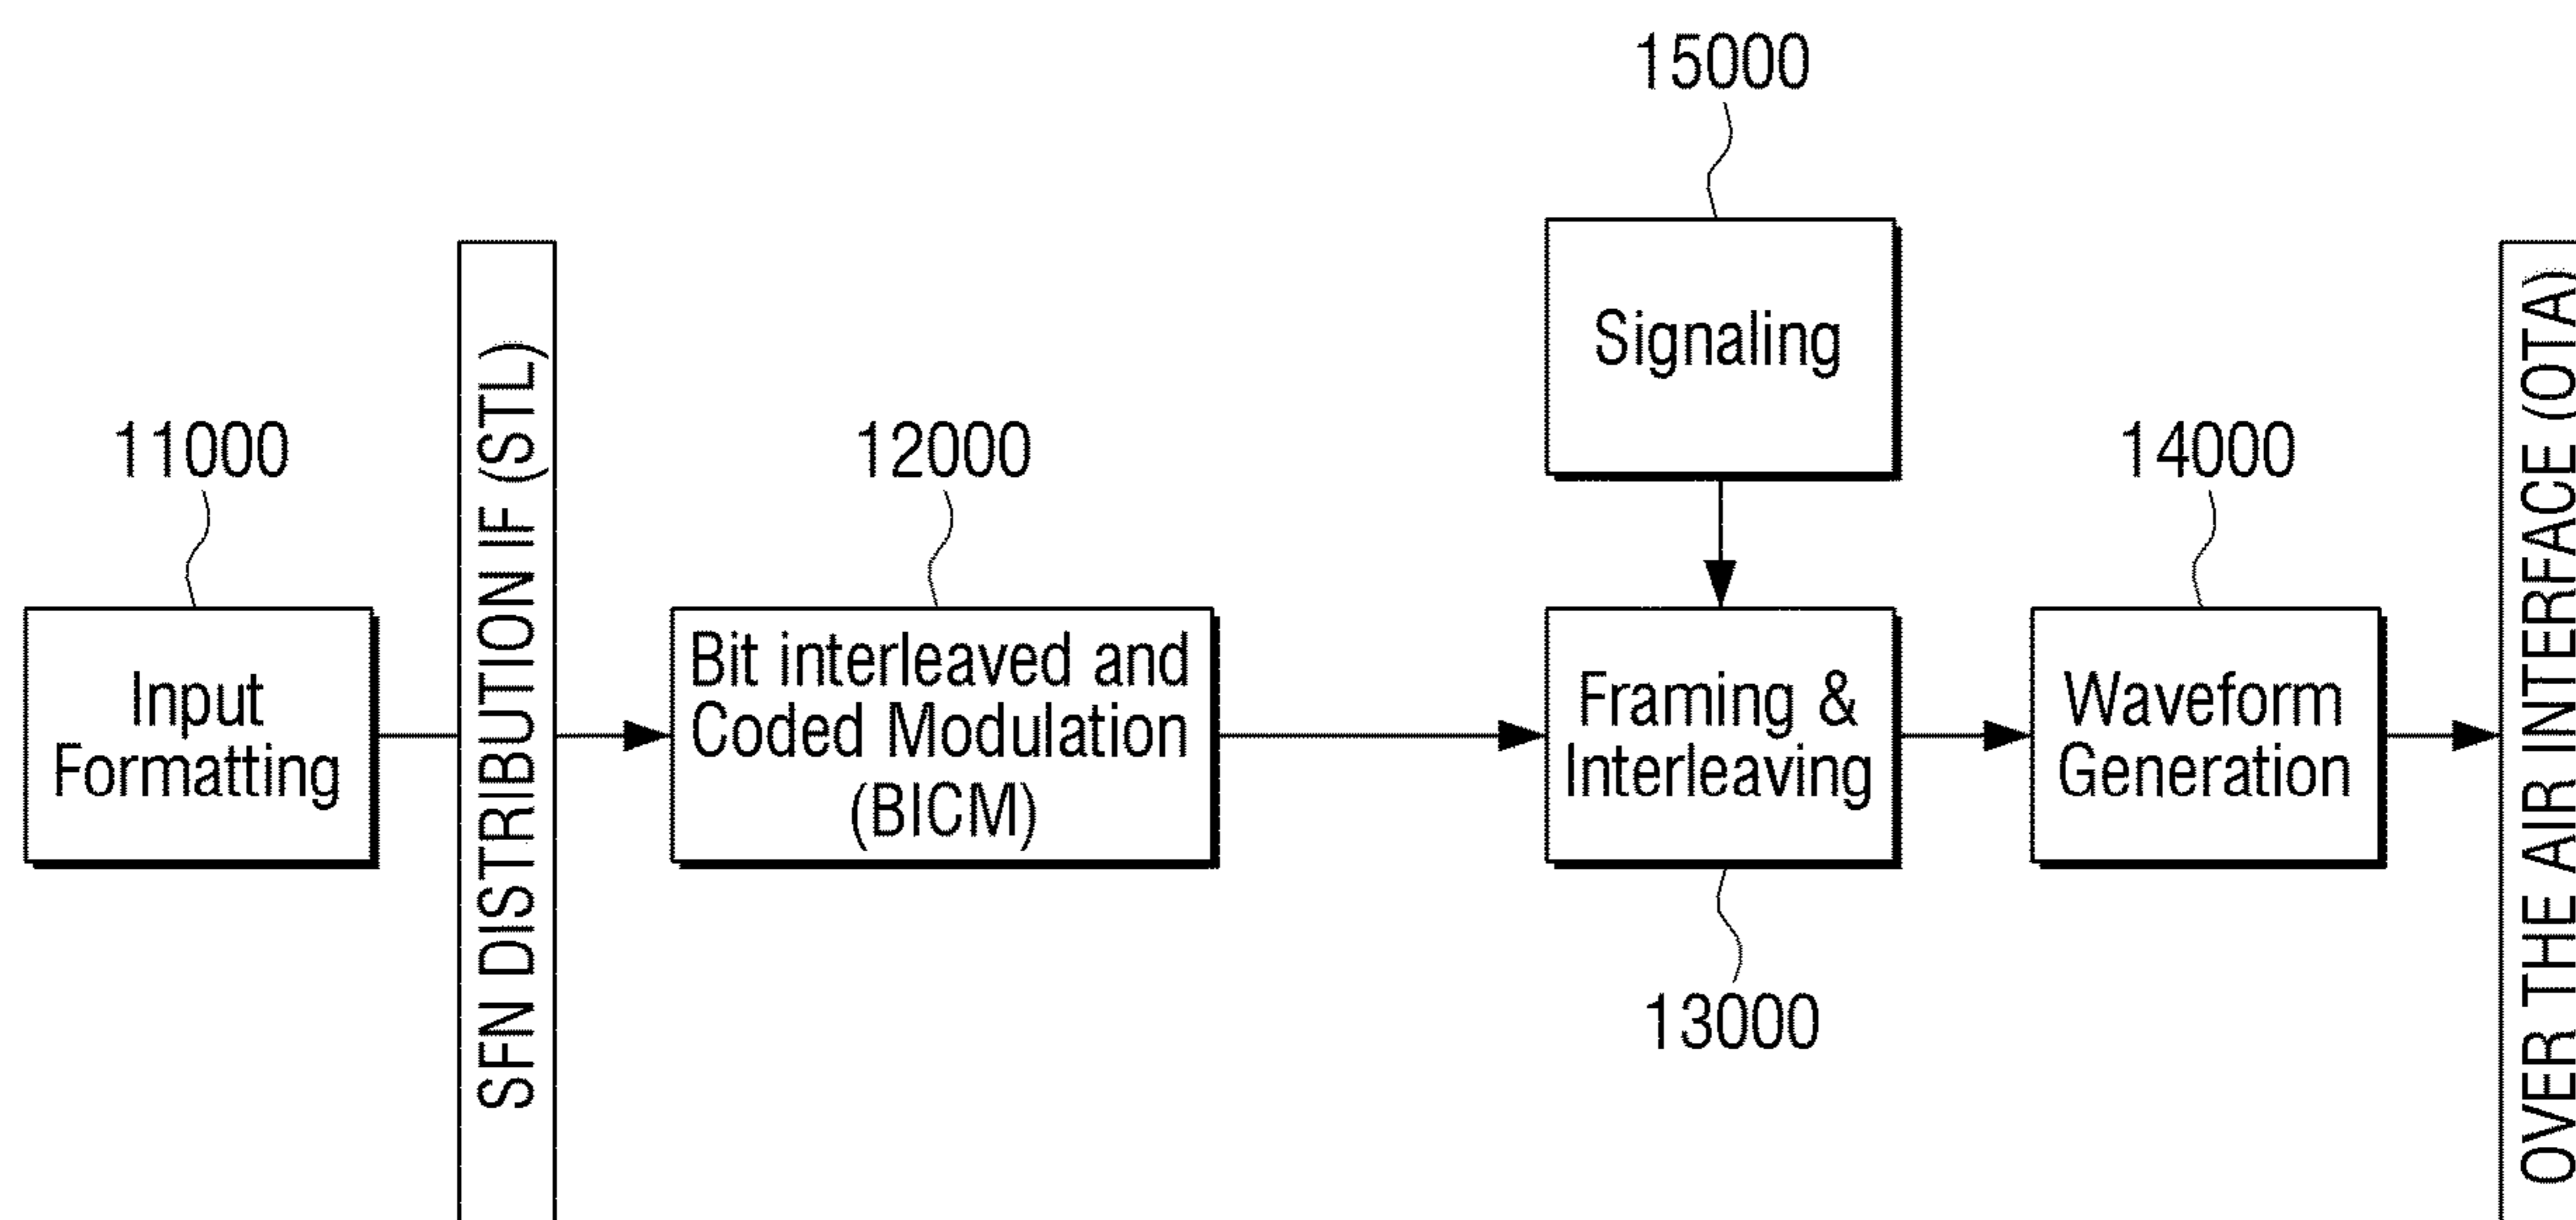 15000
Signaling
11000
Input
Formatting
SFN DISTRIBUTION IF (STL)
12000
Bit interleaved and
Coded Modulation
(BICM)
Framing &
Interleaving
13000
14000
Waveform
Generation
OVER THE AIR INTERFACE (OTA)